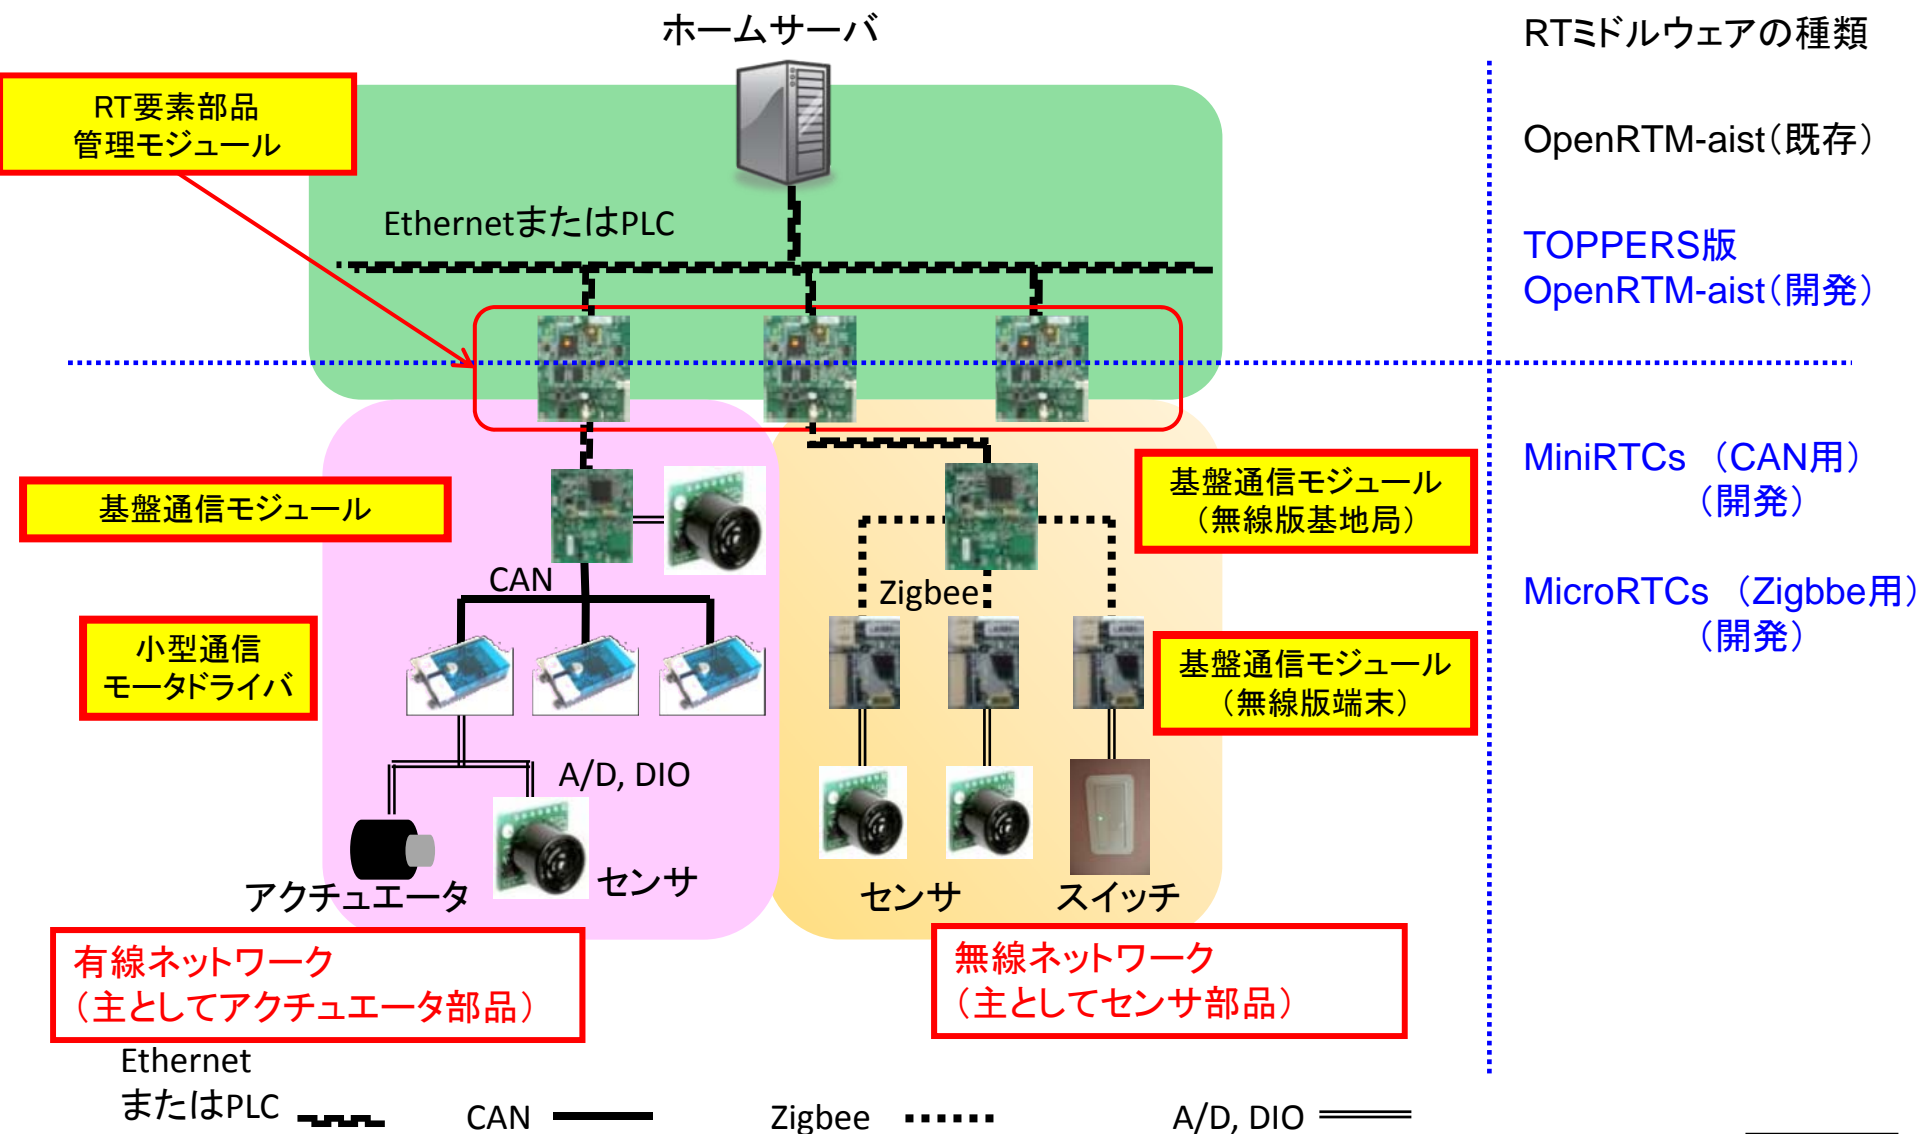 ホームサーバ
RTミドルウェアの種類
RT要素部品
管理モジュール
OpenRTM-aist（既存）
EthernetまたはPLC
TOPPERS版
OpenRTM-aist（開発）
MiniRTCs （CAN用）
（開発）
基盤通信モジュール
基盤通信モジュール
（無線版基地局）
CAN
Zigbee
MicroRTCs （Zigbbe用）
（開発）
小型通信
モータドライバ
基盤通信モジュール
（無線版端末）
A/D, DIO
アクチュエータ
センサ
センサ
スイッチ
有線ネットワーク
（主としてアクチュエータ部品）
無線ネットワーク
（主としてセンサ部品）
Ethernet
またはPLC
CAN
Zigbee
A/D, DIO